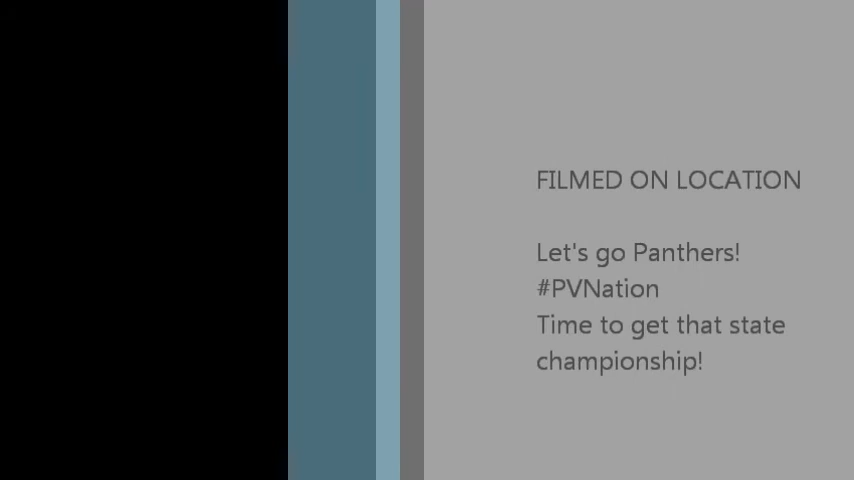 FILMED ON LOCATION
Let's go Panthers!
#PVNation
Time to get that state
championship!